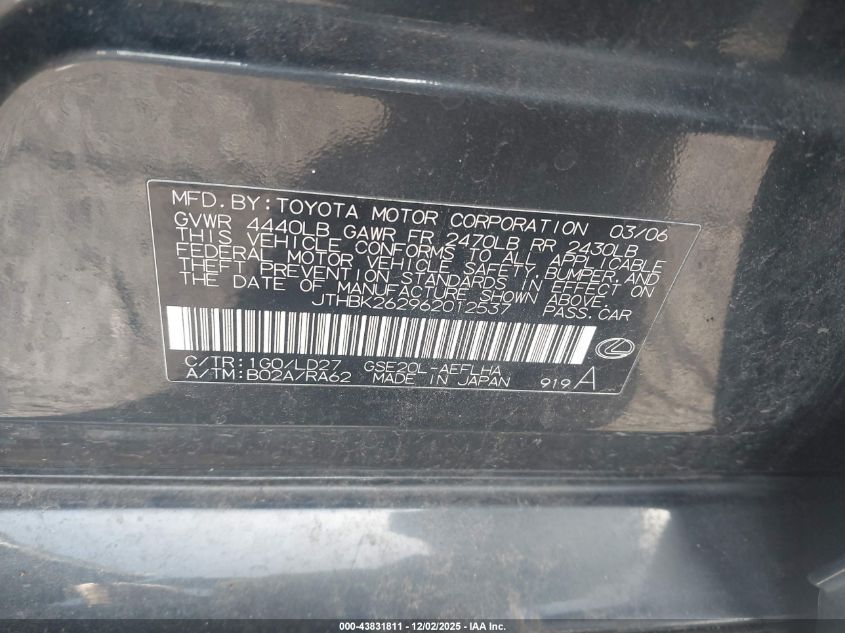 MFD. BY: TOYOTA MOTOR CORPORATION 03/06
GVWR 4440LB GAWR FR 2470LB RR 2430LB
THIS VEHICLE CONFORMS TO ALL APPLICABLE
FEDERAL MOTOR VEHICLE SAFETY, BUMPER, AND
THEFT PREVENTION STANDARDS IN EFFECT ON
THE DATE OF MANUFACTURE SHOWN ABOVE.
JTHBK262962012537 PASS. CAR
C/TR: 1G0/LD27 GSE20L-AEFLHA
A/TM: B02A/RA62 MADE IN JAPAN 919 A
000-43831811 - 12/02/2025 - IAA Inc.